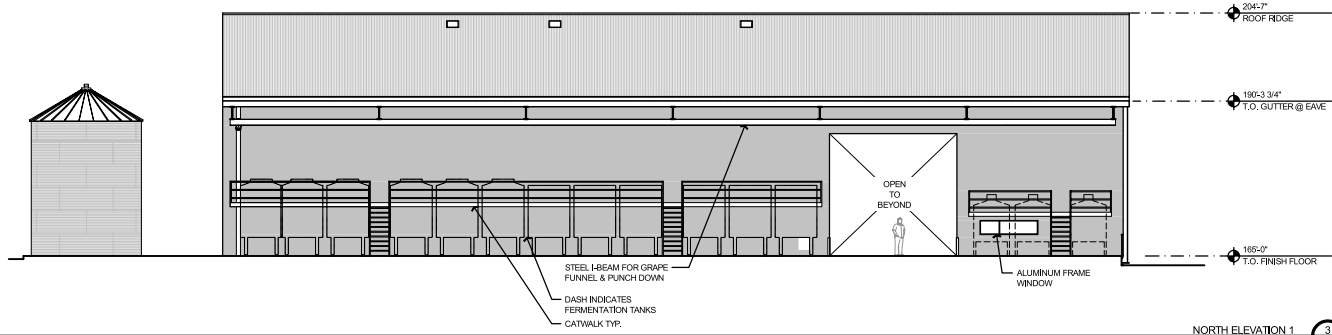 204'-7"
ROOF RIDGE
190'-3 3/4"
T.O. GUTTER @ EAVE
OPEN
TO
BEYOND
165'-0"
T.O. FINISH FLOOR
STEEL I-BEAM FOR GRAPE
FUNNEL & PUNCH DOWN
ALUMINUM FRAME
WINDOW
DASH INDICATES
FERMENTATION TANKS
CATWALK TYP.
NORTH ELEVATION 1
3